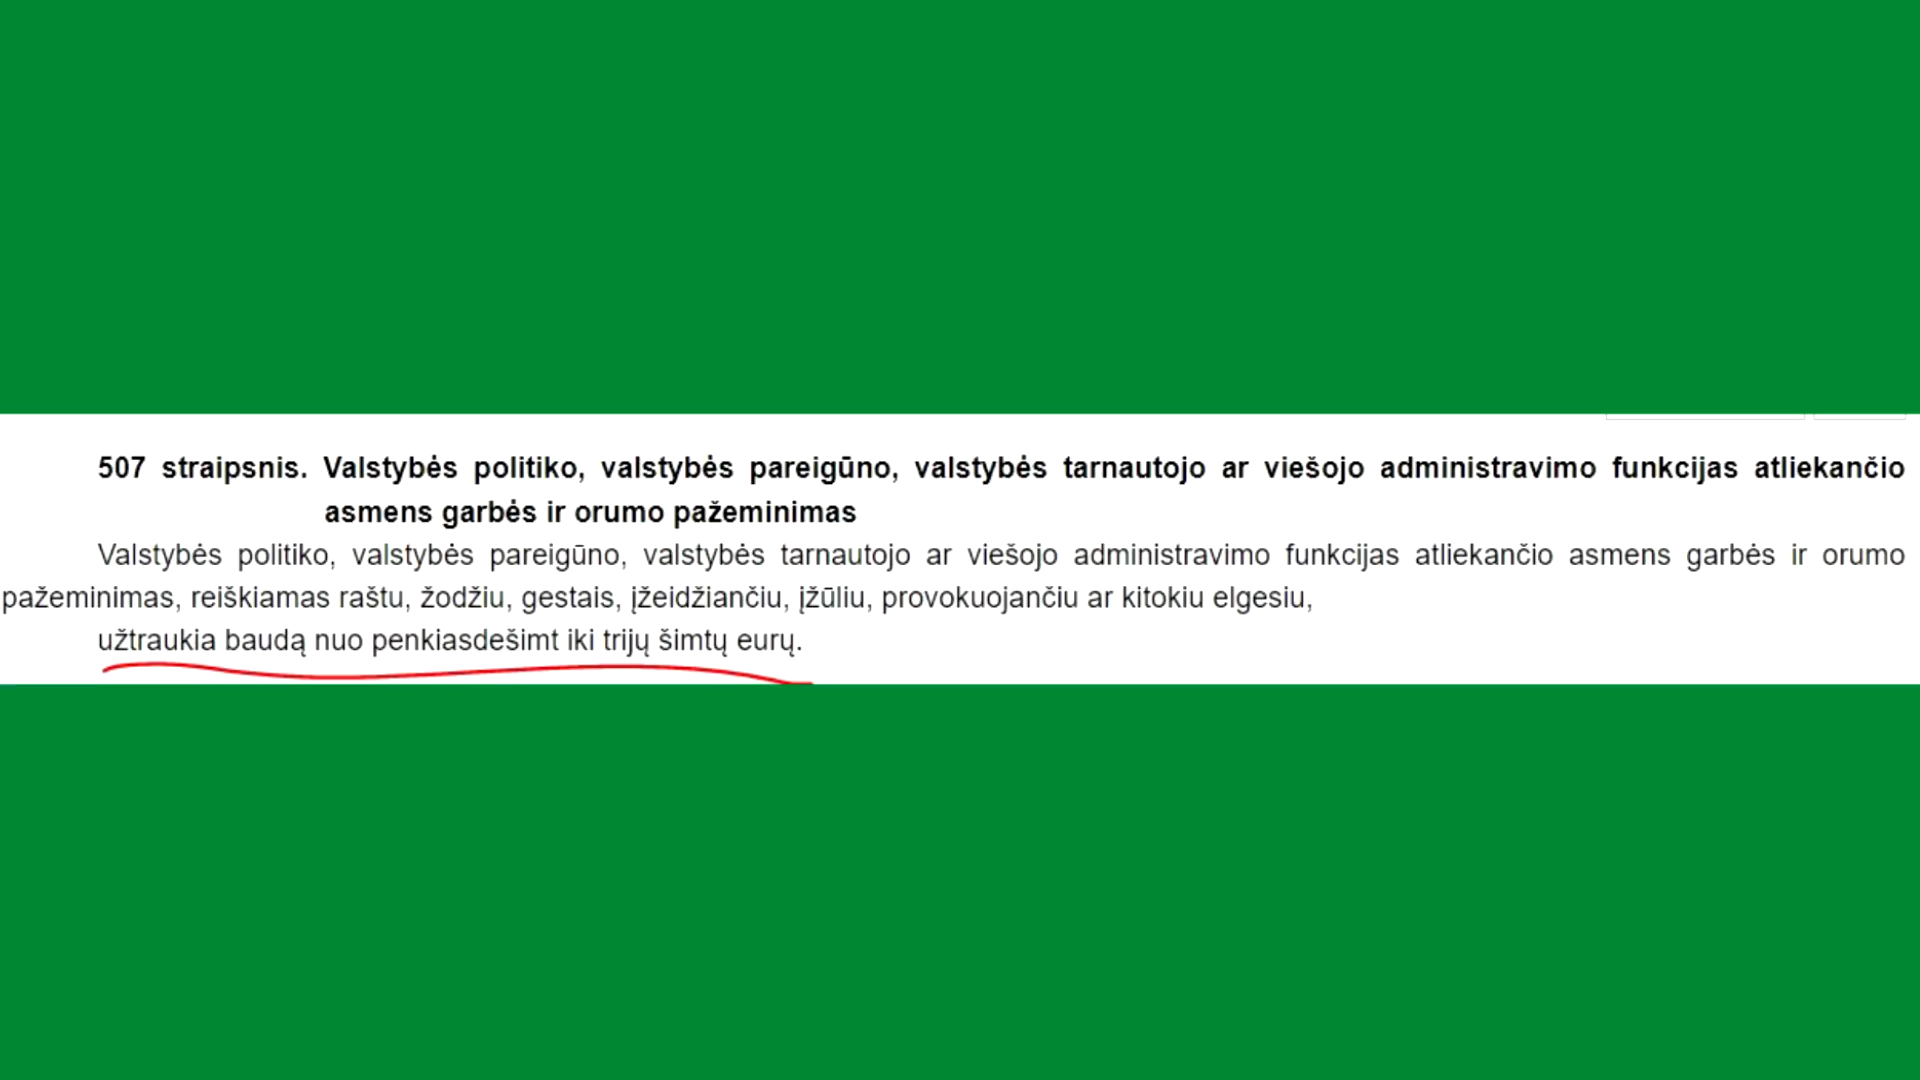 507 straipsnis. Valstybės politiko, valstybės pareigūno, valstybės tarnautojo ar viešojo administravimo funkcijas atliekančio
asmens garbės ir orumo pažeminimas
Valstybės politiko, valstybės pareigūno, valstybės tarnautojo ar viešojo administravimo funkcijas atliekančio asmens garbės ir orumo
pažeminimas, reiškiamas raštu, žodžiu, gestais, įžeidžiančiu, įžūliu, provokuojančiu ar kitokiu elgesiu,
užtraukia baudą nuo penkiasdešimt iki trijų šimtų eurų.